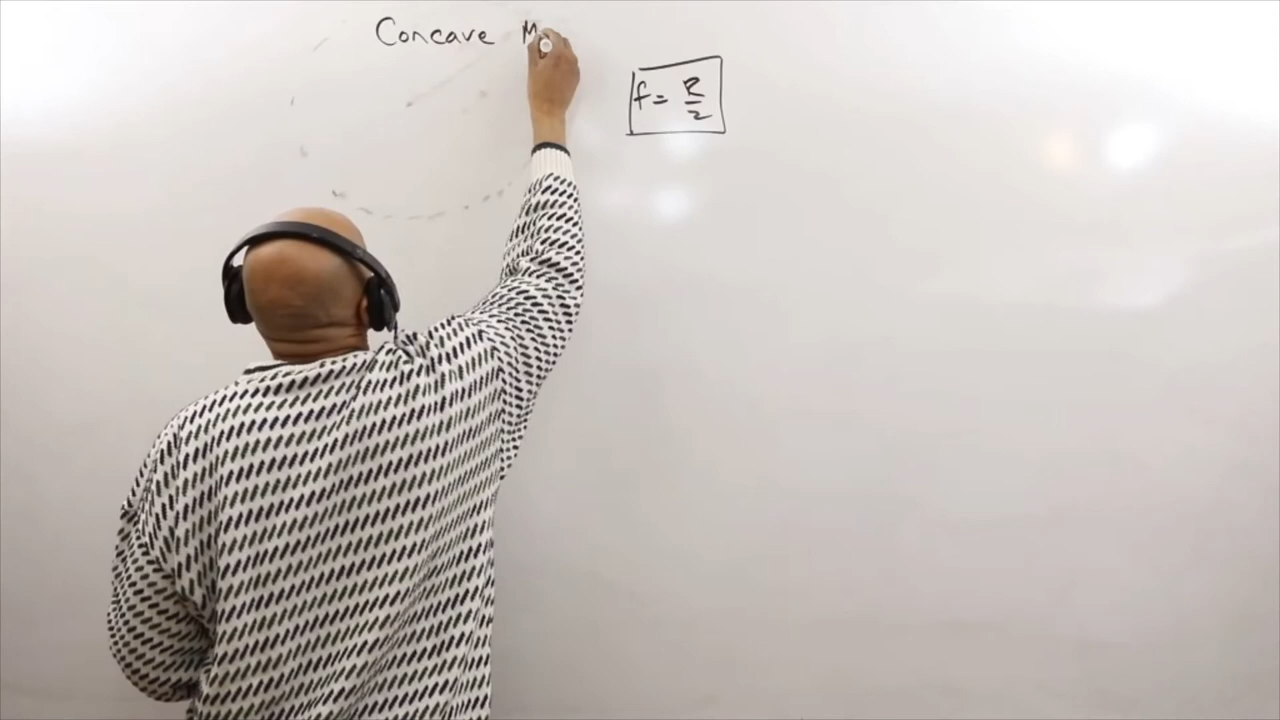 Concave M
f = R/2